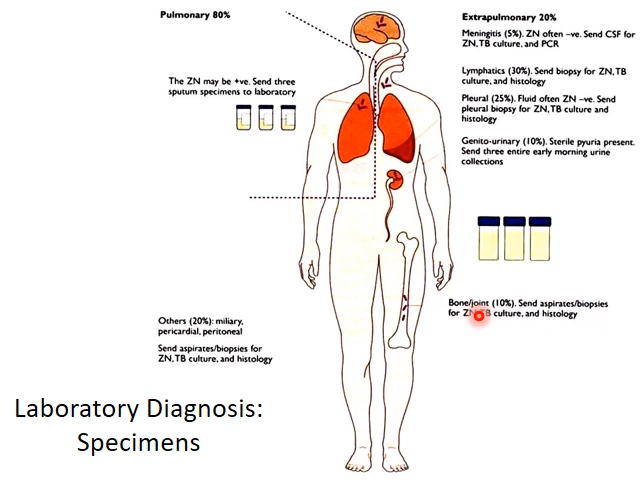 Pulmonary 80%
The ZN may be +ve. Send three
sputum specimens to laboratory
Extrapulmonary 20%
Meningitis (5%). ZN often –ve. Send CSF for
ZN, TB culture, and PCR
Lymphatics (30%). Send biopsy for ZN, TB
culture, and histology
Pleural (25%). Fluid often ZN –ve. Send
pleural biopsy for ZN, TB culture and
histology
Genito-urinary (10%). Sterile pyuria present.
Send three entire early morning urine
collections
Bone/joint (10%). Send aspirates/biopsies
for ZN, TB culture, and histology
Others (20%): miliary,
pericardial, peritoneal
Send aspirates/biopsies for
ZN, TB culture, and histology
Laboratory Diagnosis:
Specimens